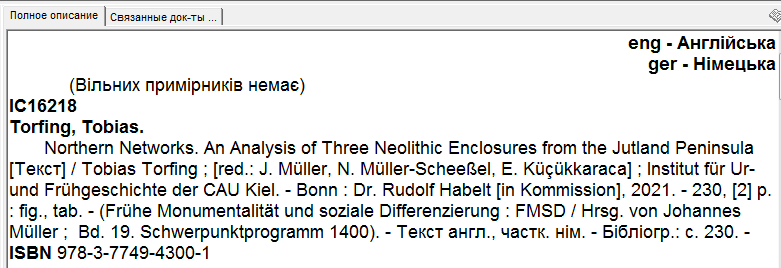 Полное описание
Связанные док-ты ...
eng - Англійська
ger - Німецька
(Вільних примірників немає)
IC16218
Torfing, Tobias.
Northern Networks. An Analysis of Three Neolithic Enclosures from the Jutland Peninsula
[Текст] / Tobias Torfing ; [red.: J. Müller, N. Müller-Scheeßel, E. Küçükkaraca] ; Institut für Ur-
und Frühgeschichte der CAU Kiel. - Bonn : Dr. Rudolf Habelt [in Kommission], 2021. - 230, [2] p.
: fig., tab. - (Frühe Monumentalität und soziale Differenzierung : FMSD / Hrsg. von Johannes
Müller ; Bd. 19. Schwerpunktprogramm 1400). - Текст англ., частк. нім. - Бібліогр.: с. 230. -
ISBN 978-3-7749-4300-1